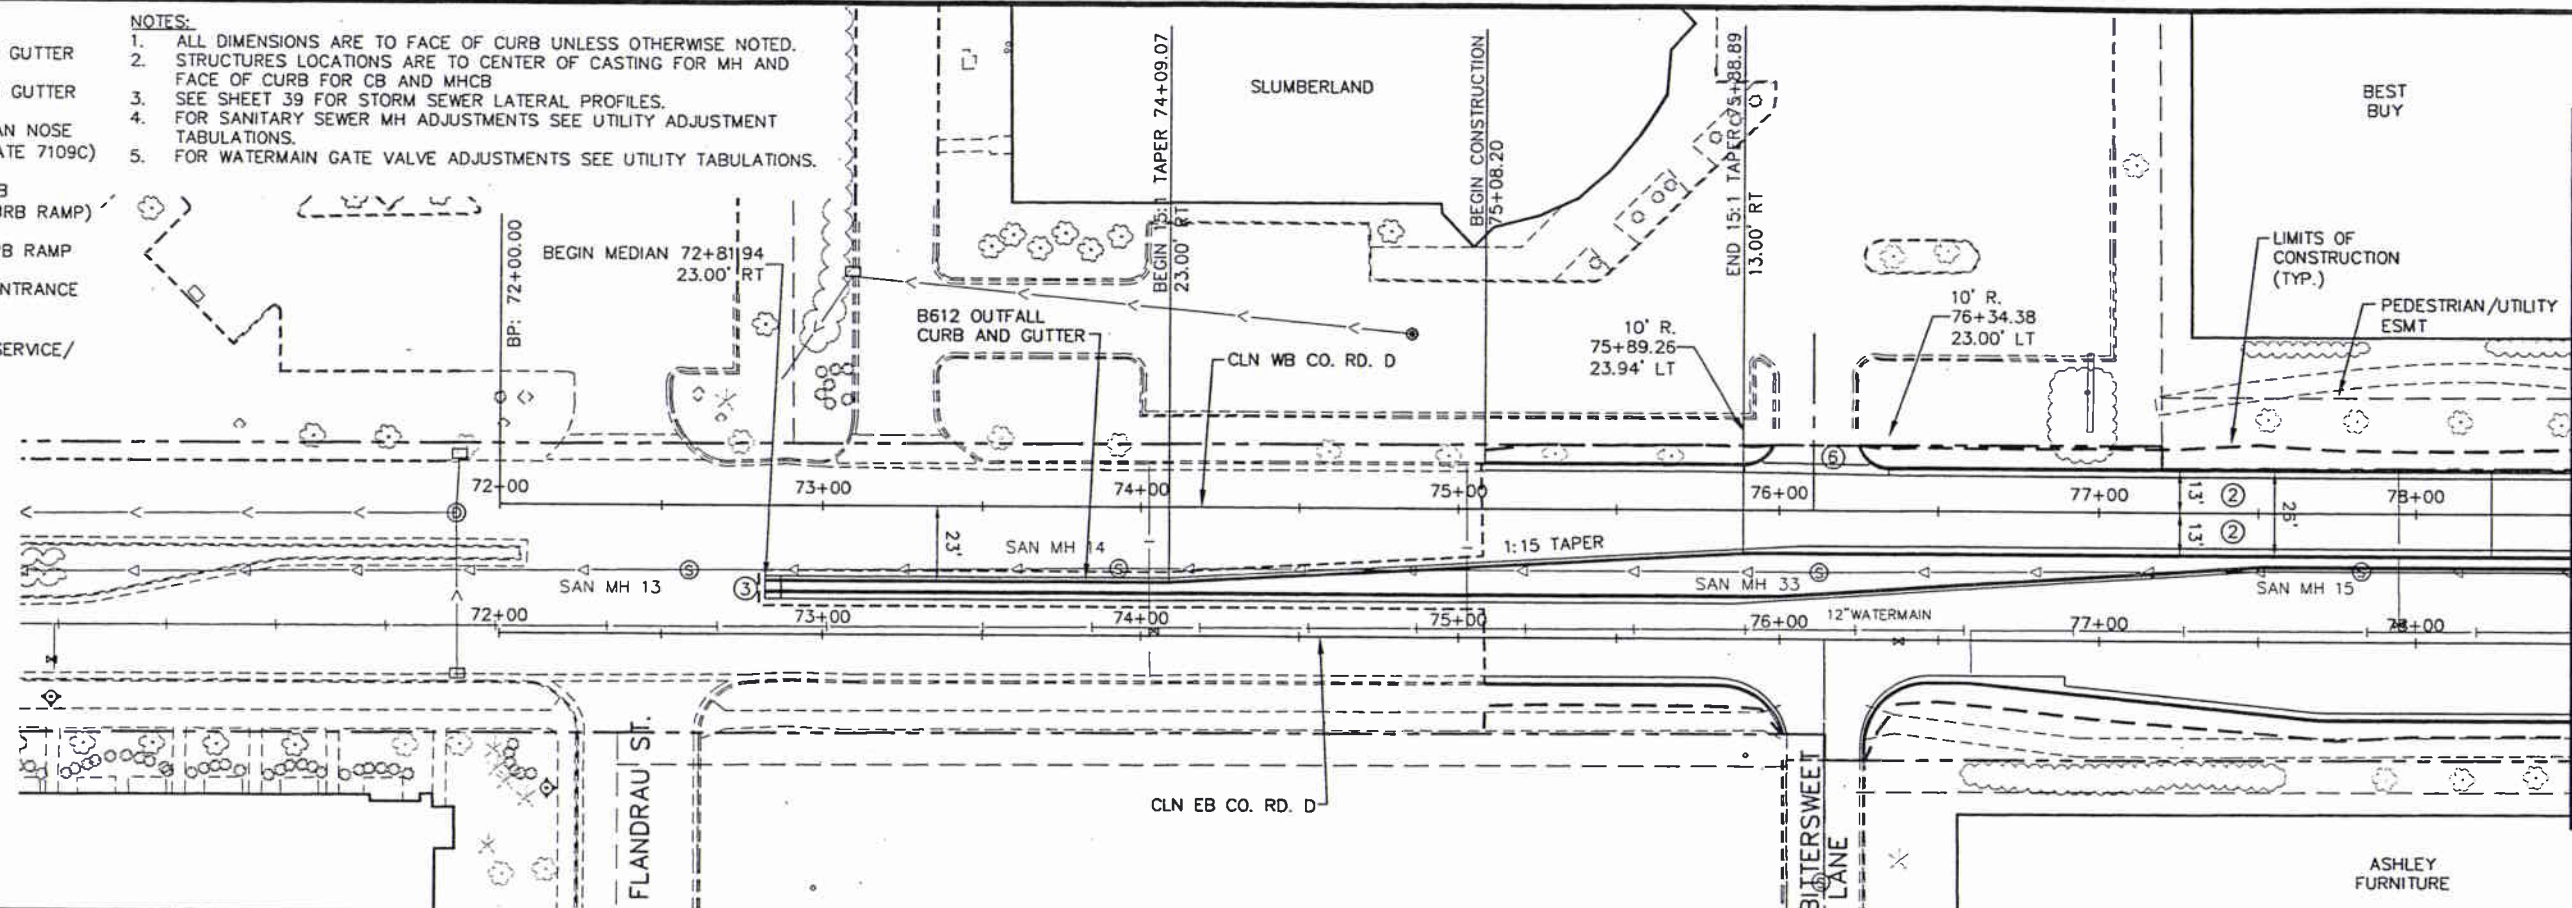 NOTES:
1. ALL DIMENSIONS ARE TO FACE OF CURB UNLESS OTHERWISE NOTED.
2. STRUCTURES LOCATIONS ARE TO CENTER OF CASTING FOR MH AND
FACE OF CURB FOR CB AND MHCB
3. SEE SHEET 39 FOR STORM SEWER LATERAL PROFILES.
4. FOR SANITARY SEWER MH ADJUSTMENTS SEE UTILITY ADJUSTMENT
TABULATIONS.
5. FOR WATERMAIN GATE VALVE ADJUSTMENTS SEE UTILITY TABULATIONS.
GUTTER
GUTTER
AN NOSE
ATE 7109C)
B
RB RAMP)
B RAMP
NTRANCE
SERVICE/
BP: 72+00.00
BEGIN MEDIAN 72+81.94
23.00' RT
B612 OUTFALL
CURB AND GUTTER
BEGIN 15:1 TAPER 74+09.07
23.00' RT
SLUMBERLAND
CLN WB CO. RD. D
BEGIN CONSTRUCTION
75+08.20
END 15:1 TAPER 75+88.89
13.00' RT
10' R.
75+89.26
23.94' LT
10' R.
76+34.38
23.00' LT
BEST
BUY
LIMITS OF
CONSTRUCTION
(TYP.)
PEDESTRIAN/UTILITY
ESMT
6
72+00
73+00
74+00
75+00
76+00
77+00
78+00
13'
2
26'
13'
2
23'
D
SAN MH 14
1:15 TAPER
S
S
S
S
SAN MH 13
3
SAN MH 33
SAN MH 15
72+00
73+00
74+00
75+00
76+00
12"WATERMAIN
77+00
78+00
FLANDRAU ST.
CLN EB CO. RD. D
BITTERSWEET
LANE
S
ASHLEY
FURNITURE